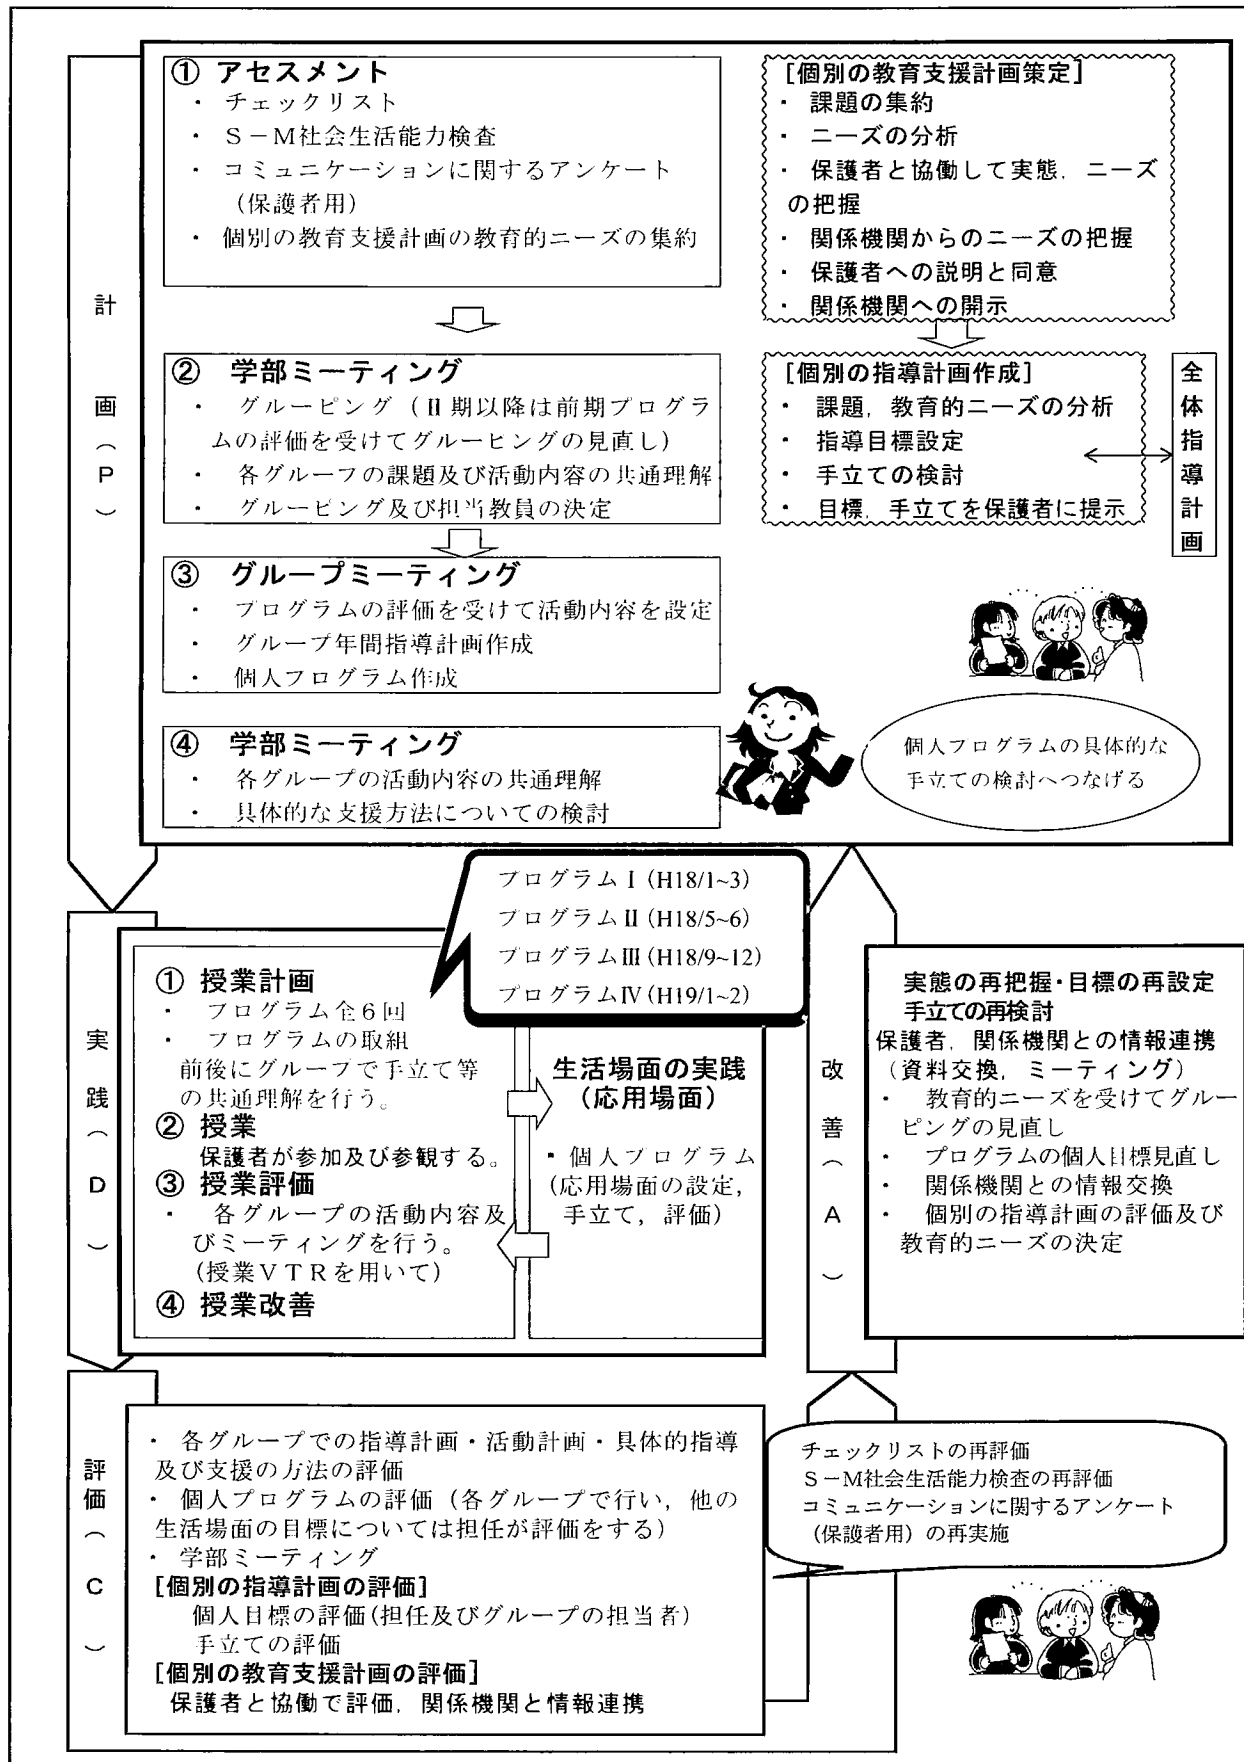 計画（P）
① アセスメント
・ チェックリスト
・ S－M社会生活能力検査
・ コミュニケーションに関するアンケート
（保護者用）
・ 個別の教育支援計画の教育的ニーズの集約
[個別の教育支援計画策定]
・ 課題の集約
・ ニーズの分析
・ 保護者と協働して実態，ニーズ
の把握
・ 関係機関からのニーズの把握
・ 保護者への説明と同意
・ 関係機関への開示
② 学部ミーティング
・ グルーピング（Ⅱ期以降は前期プログラ
ムの評価を受けてグルーピングの見直し）
・ 各グループの課題及び活動内容の共通理解
・ グルーピング及び担当教員の決定
[個別の指導計画作成]
・ 課題，教育的ニーズの分析
・ 指導目標設定
・ 手立ての検討
・ 目標，手立てを保護者に提示
全体指導計画
③ グループミーティング
・ プログラムの評価を受けて活動内容を設定
・ グループ年間指導計画作成
・ 個人プログラム作成
④ 学部ミーティング
・ 各グループの活動内容の共通理解
・ 具体的な支援方法についての検討
個人プログラムの具体的な
手立ての検討へつなげる
プログラムⅠ(H18/1~3)
プログラムⅡ(H18/5~6)
プログラムⅢ(H18/9~12)
プログラムⅣ(H19/1~2)
実践（D）
① 授業計画
・ プログラム全６回
・ プログラムの取組
前後にグループで手立て等
の共通理解を行う。
② 授業
保護者が参加及び参観する。
③ 授業評価
・ 各グループの活動内容及
びミーティングを行う。
(授業ＶＴＲを用いて)
④ 授業改善
生活場面の実践
（応用場面）
・個人プログラム
(応用場面の設定，
手立て，評価)
改善（A）
実態の再把握・目標の再設定
手立ての再検討
保護者，関係機関との情報連携
（資料交換，ミーティング）
・ 教育的ニーズを受けてグルー
ピングの見直し
・ プログラムの個人目標見直し
・ 関係機関との情報交換
・ 個別の指導計画の評価及び
教育的ニーズの決定
評価（C）
・ 各グループでの指導計画・活動計画・具体的指導
及び支援の方法の評価
・ 個人プログラムの評価（各グループで行い，他の
生活場面の目標については担任が評価をする）
・ 学部ミーティング
[個別の指導計画の評価]
個人目標の評価(担任及びグループの担当者)
手立ての評価
[個別の教育支援計画の評価]
保護者と協働で評価，関係機関と情報連携
チェックリストの再評価
S－M社会生活能力検査の再評価
コミュニケーションに関するアンケート
（保護者用）の再実施